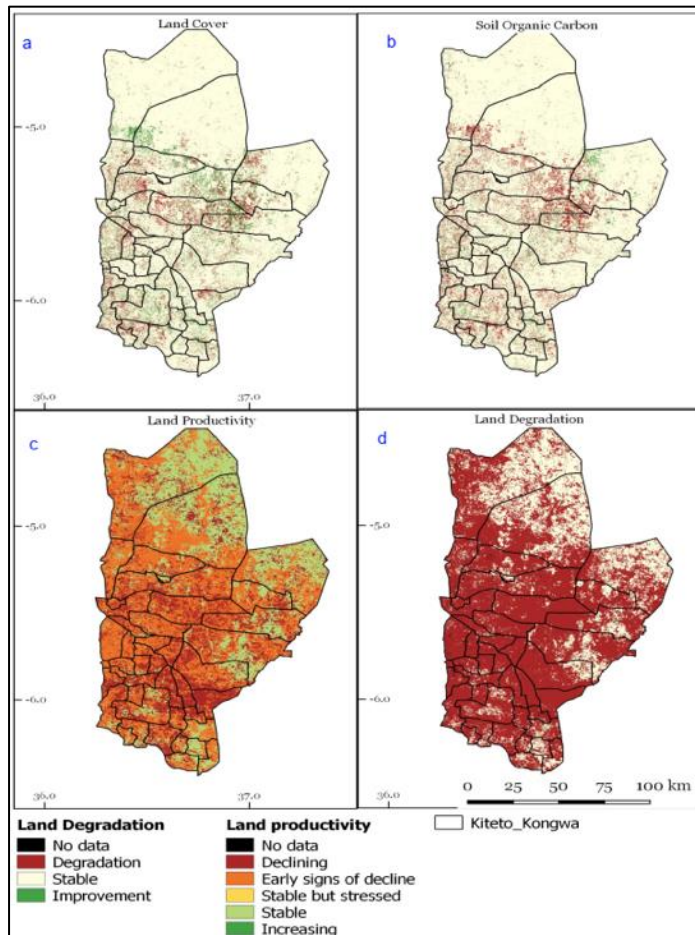 Land Cover
a
-5.0
-6.0
36.0
37.0
Soil Organic Carbon
b
Land Productivity
c
-5.0
-6.0
36.0
37.0
Land Degradation
d
-5.0
-6.0
36.0
0 25 50 75 100 km
Land Degradation
No data
Degradation
Stable
Improvement
Land productivity
No data
Declining
Early signs of decline
Stable but stressed
Stable
Increasing
Kiteto_Kongwa